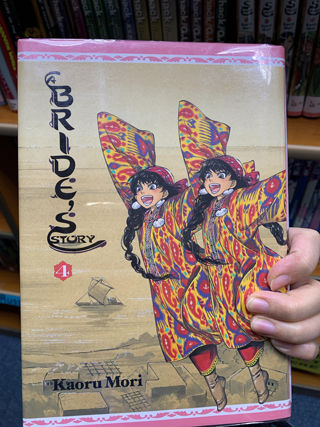 A
BRIDE'S
STORY
4
Kaoru Mori